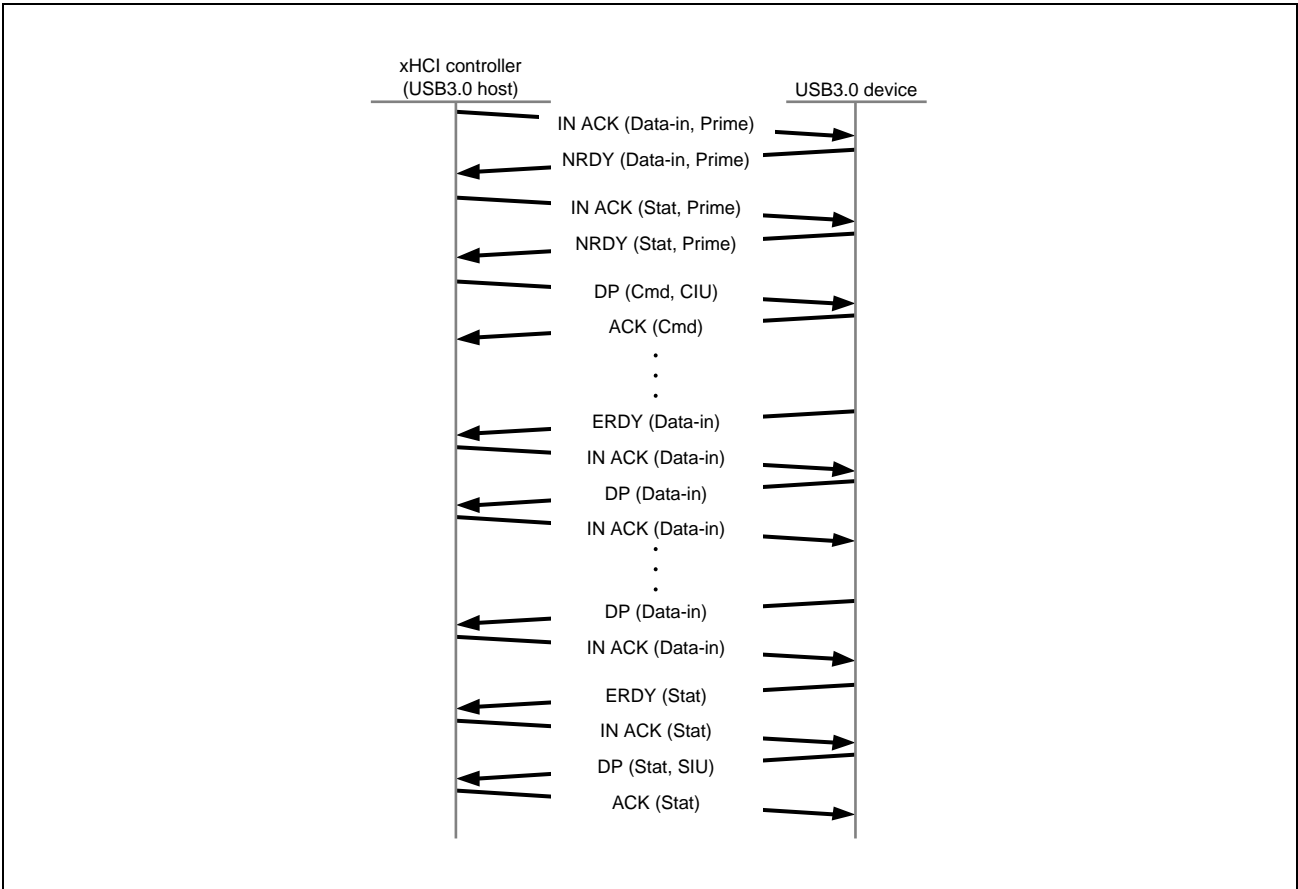 xHCI controller
(USB3.0 host)
USB3.0 device
IN ACK (Data-in, Prime)
NRDY (Data-in, Prime)
IN ACK (Stat, Prime)
NRDY (Stat, Prime)
DP (Cmd, CIU)
ACK (Cmd)
ERDY (Data-in)
IN ACK (Data-in)
DP (Data-in)
IN ACK (Data-in)
DP (Data-in)
IN ACK (Data-in)
ERDY (Stat)
IN ACK (Stat)
DP (Stat, SIU)
ACK (Stat)